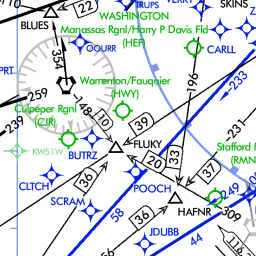 22
TRUPS
VERRY
SKINS
WASHINGTON
BLUES
Manassas Rgnl/Harry P Davis Fld
(HEF)
OOURR
CARLL
354
PRT
Warrenton/Fauquier
(HWY)
196
-233
-259
Culpeper Rgnl
(CJR)
-148
10
39
239
-231
KW51W
BUTRZ
FLUKY
33
20
Stafford R
(RMN
CLTCH
36
37
POOCH
249
SCRAM
58
36
HAFNR
309
JDUBB
44
116